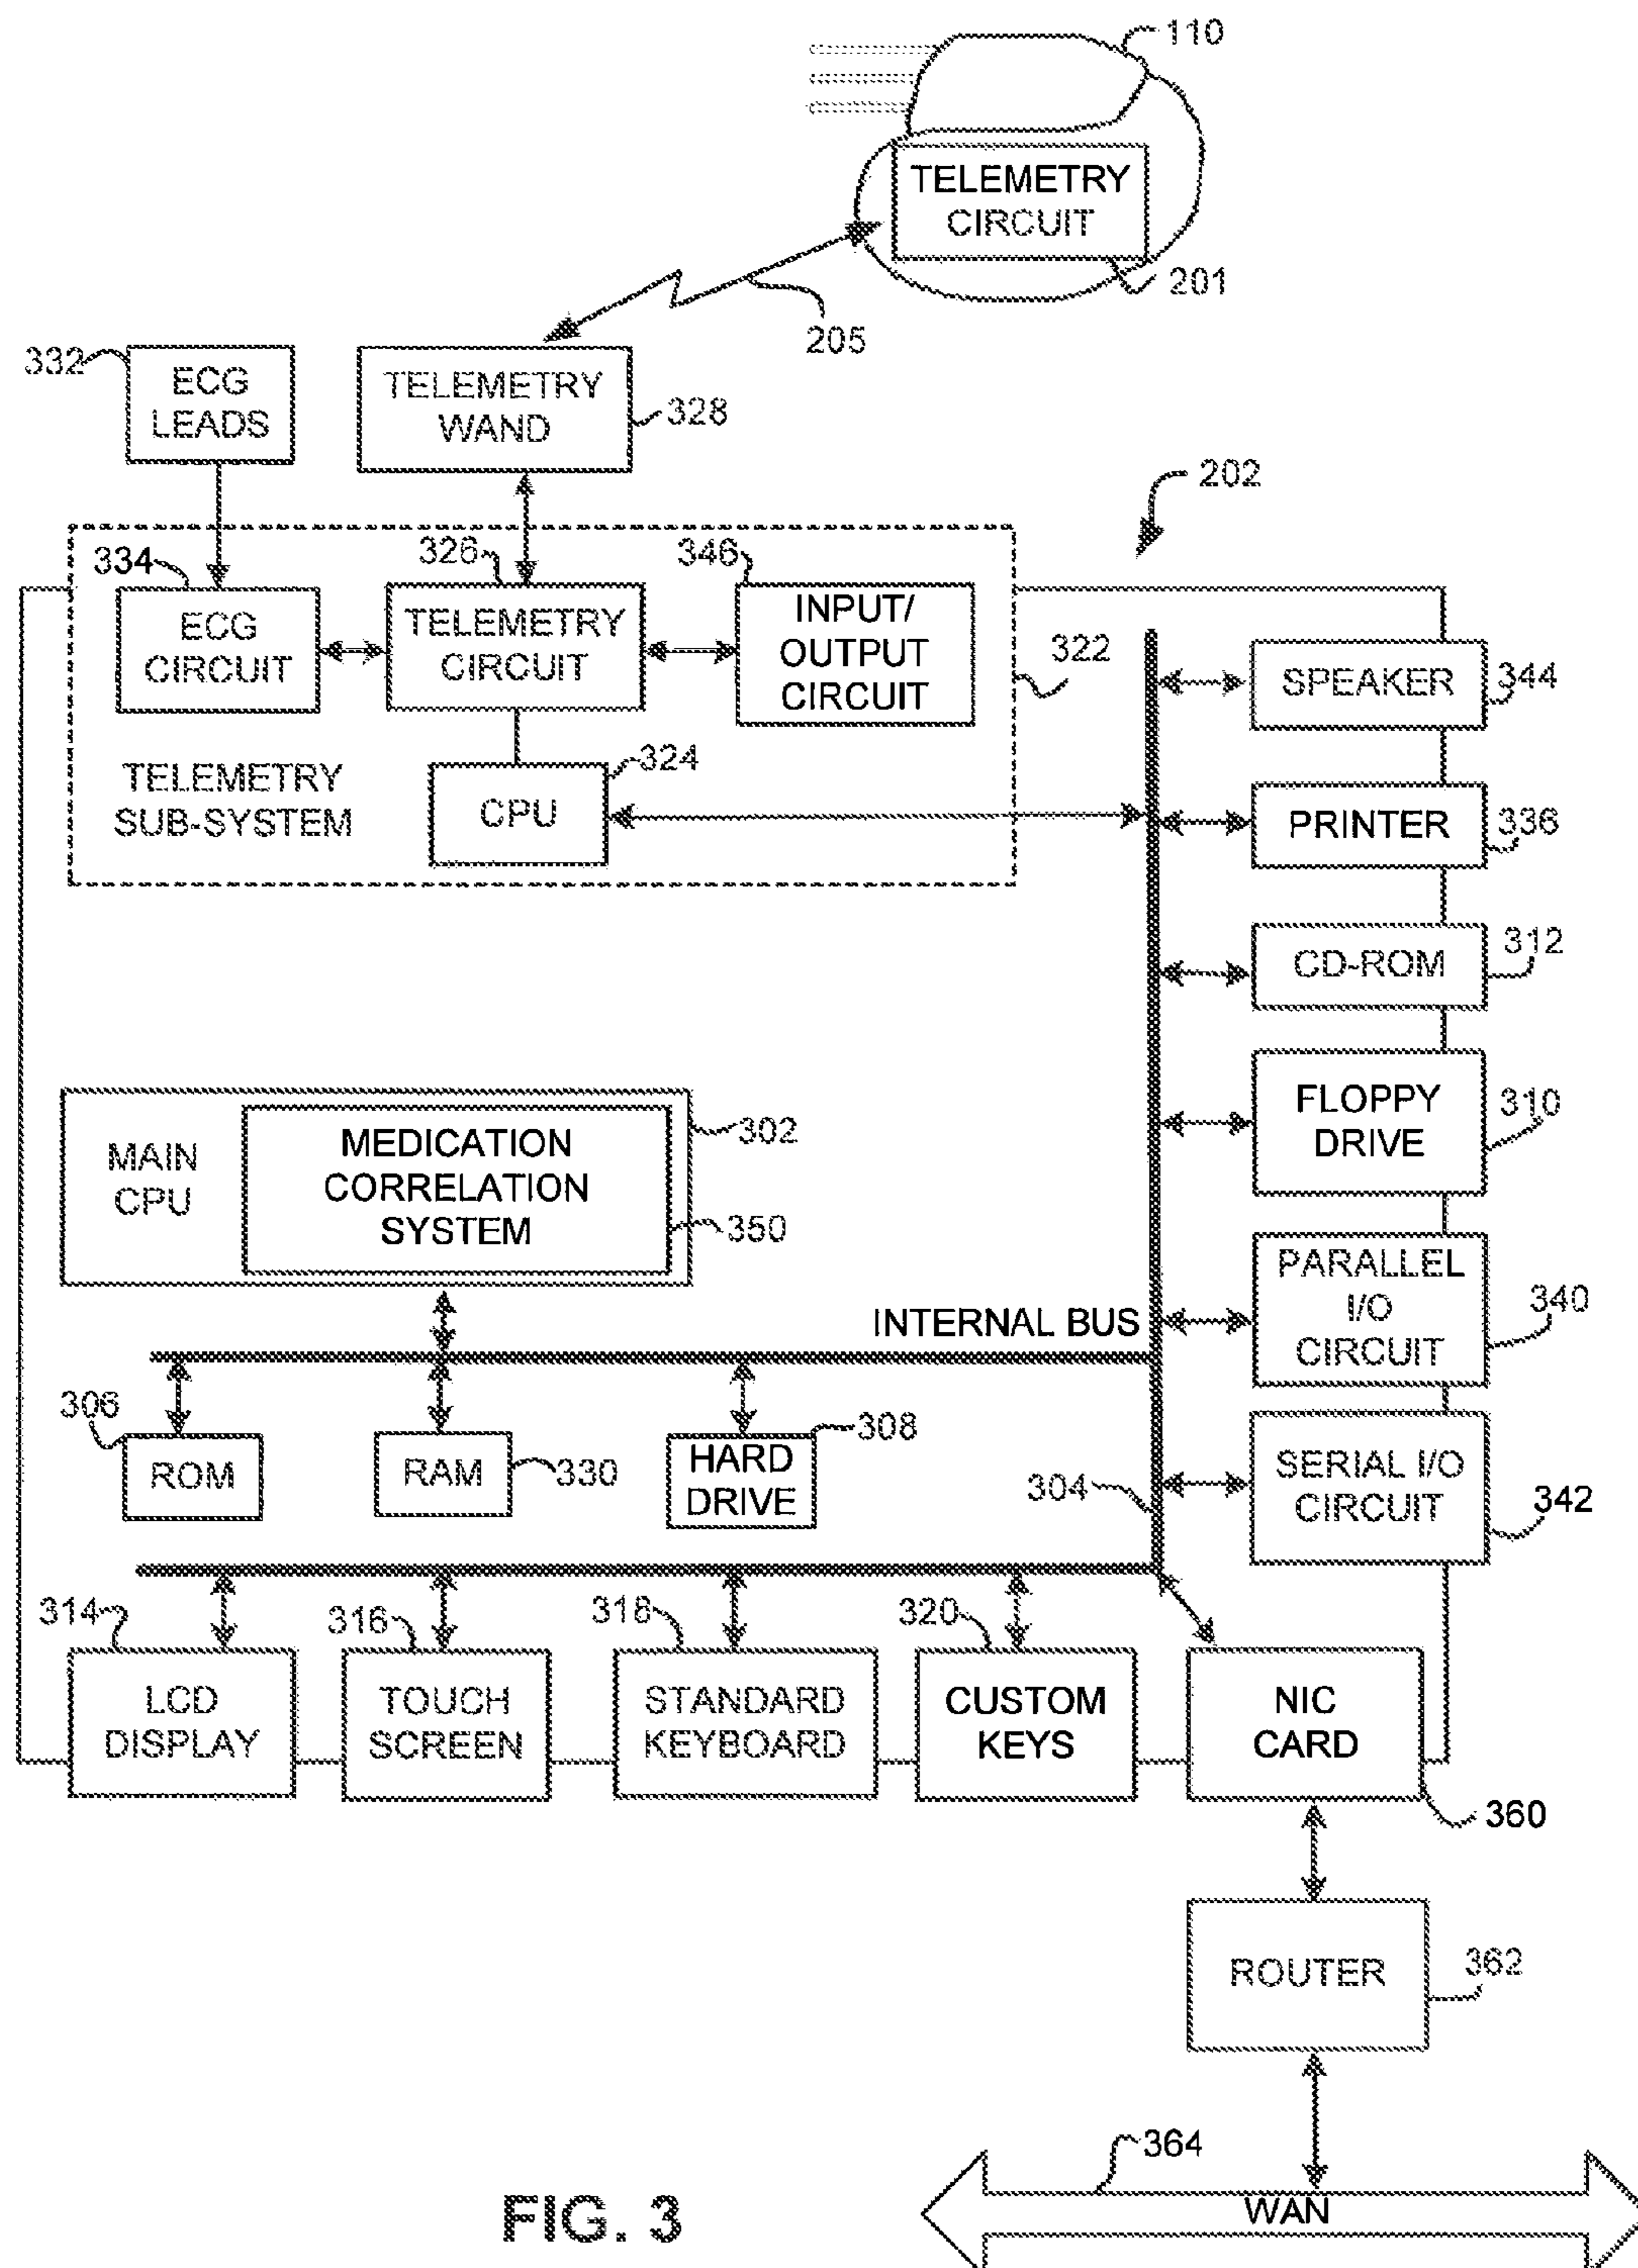 110
TELEMETRY
CIRCUIT
201
205
332
ECG
LEADS
TELEMETRY
WAND
328
202
334
326
346
ECG
CIRCUIT
TELEMETRY
CIRCUIT
INPUT/
OUTPUT
CIRCUIT
322
SPEAKER
344
TELEMETRY
SUB-SYSTEM
324
CPU
PRINTER
336
CD-ROM
312
MAIN
CPU
MEDICATION
CORRELATION
SYSTEM
302
350
FLOPPY
DRIVE
310
INTERNAL BUS
PARALLEL
I/O
CIRCUIT
340
306
ROM
RAM
330
308
HARD
DRIVE
304
SERIAL I/O
CIRCUIT
342
314
316
318
320
LCD
DISPLAY
TOUCH
SCREEN
STANDARD
KEYBOARD
CUSTOM
KEYS
NIC
CARD
360
ROUTER
362
364
WAN
FIG. 3